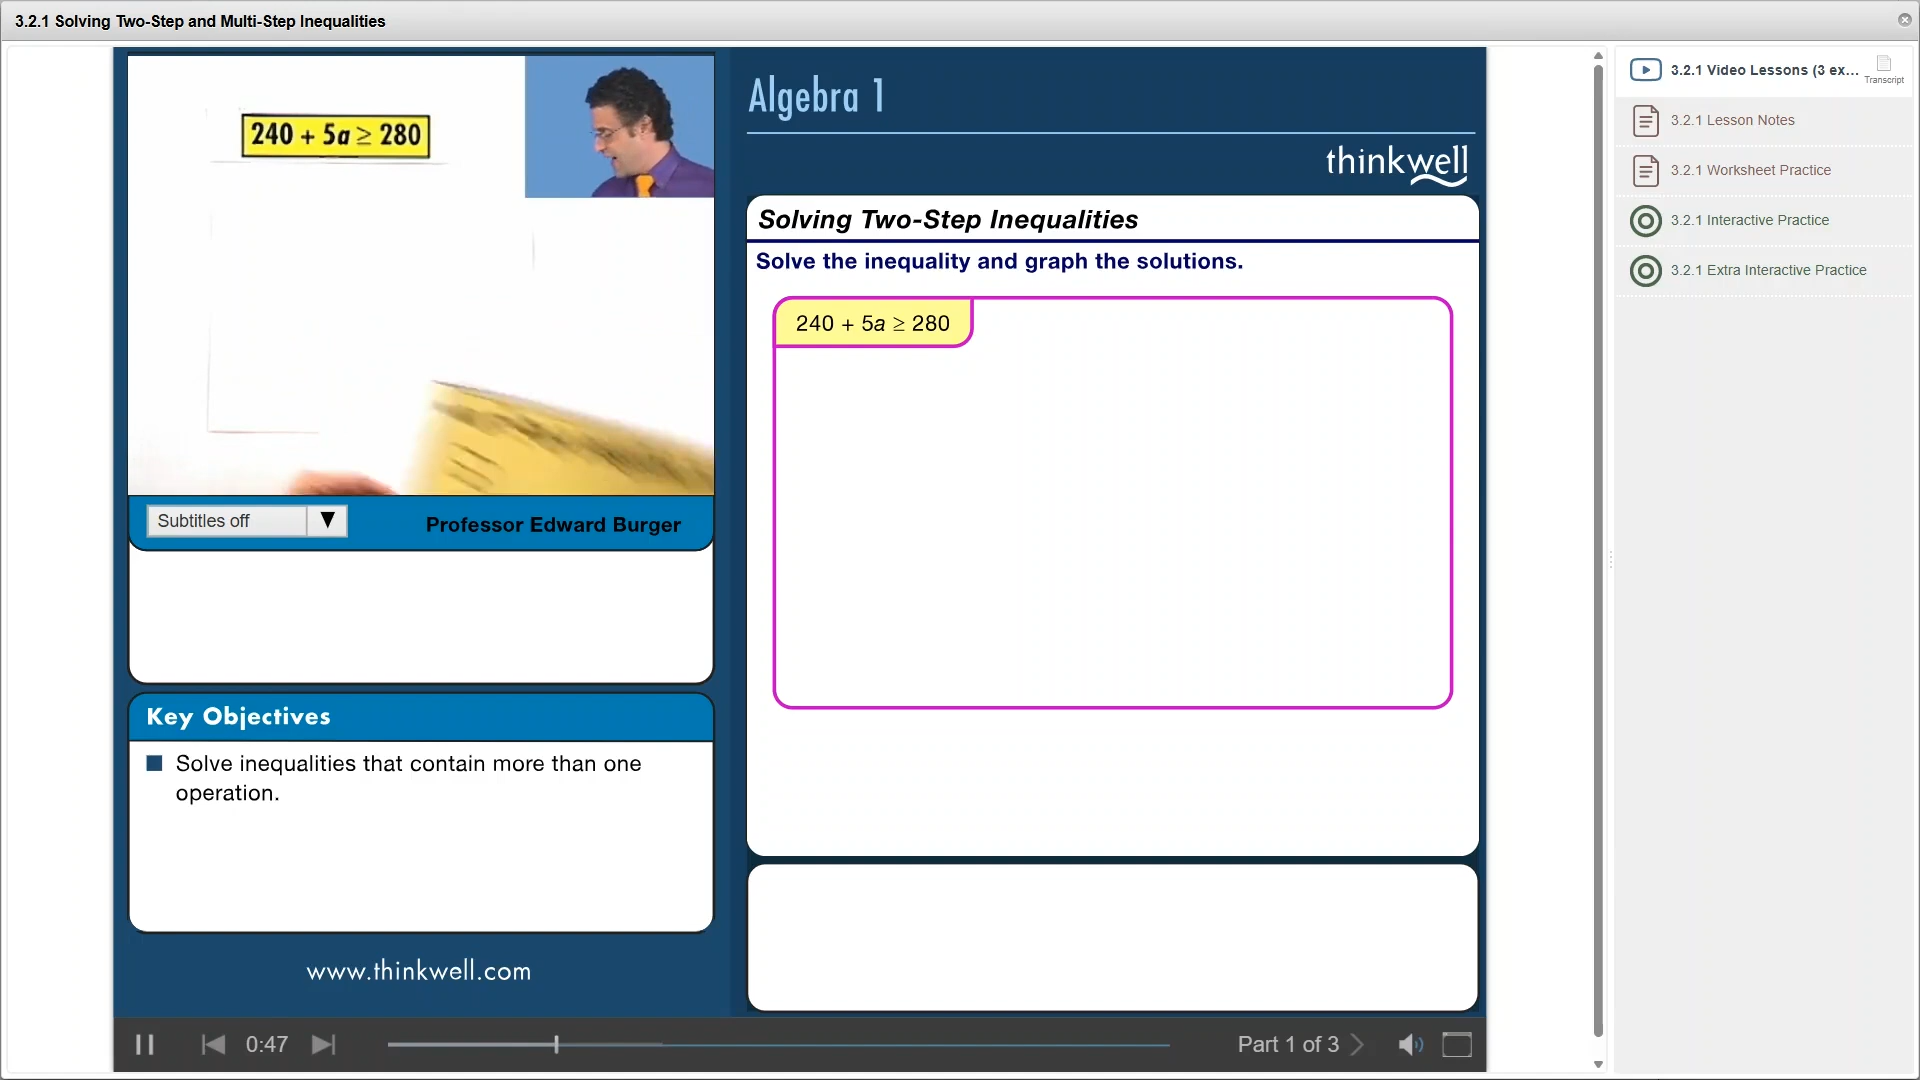 3.2.1 Solving Two-Step and Multi-Step Inequalities
240 + 5a ≥ 280
Subtitles off
Professor Edward Burger
Key Objectives
Solve inequalities that contain more than one
operation.
www.thinkwell.com
Algebra 1
thinkwell
Solving Two-Step Inequalities
Solve the inequality and graph the solutions.
240 + 5a ≥ 280
0:47
Part 1 of 3
3.2.1 Video Lessons (3 ex...
Transcript
3.2.1 Lesson Notes
3.2.1 Worksheet Practice
3.2.1 Interactive Practice
3.2.1 Extra Interactive Practice